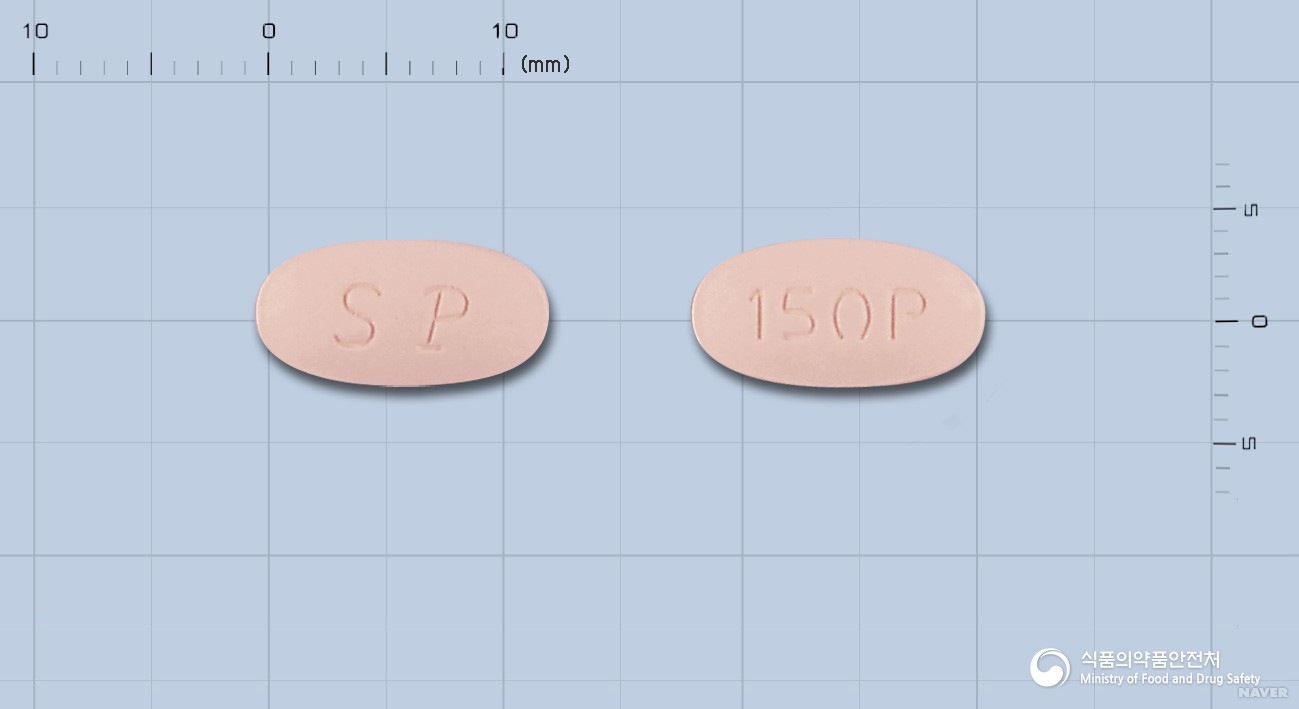 10 0 10
(mm)
5
0
5
SP
150P
식품의약품안전처
Ministry of Food and Drug Safety
NAVER